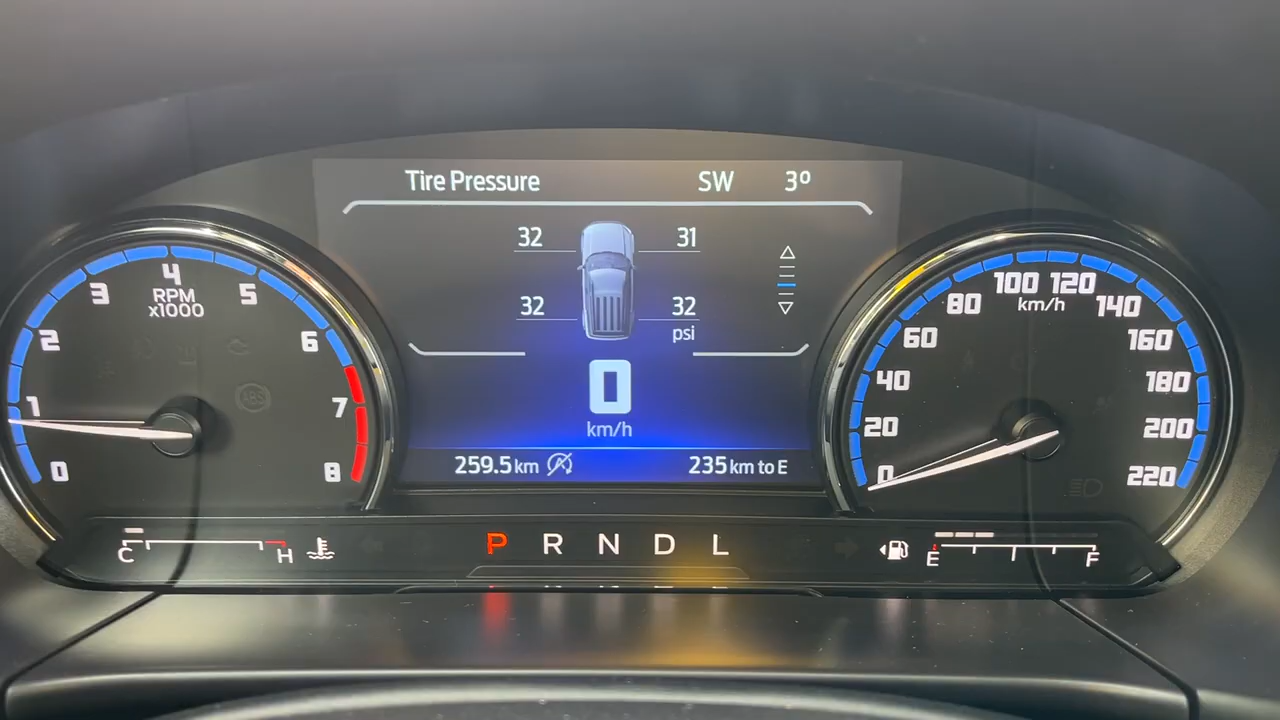 Tire Pressure SW 3°
32 31
32 32
psi
0
km/h
259.5 km 235 km to E
0 1 2 3 4 5 6 7 8
RPM
x1000
0 20 40 60 80 100 120 140 160 180 200 220
km/h
ABS
C H
P R N D L
E F